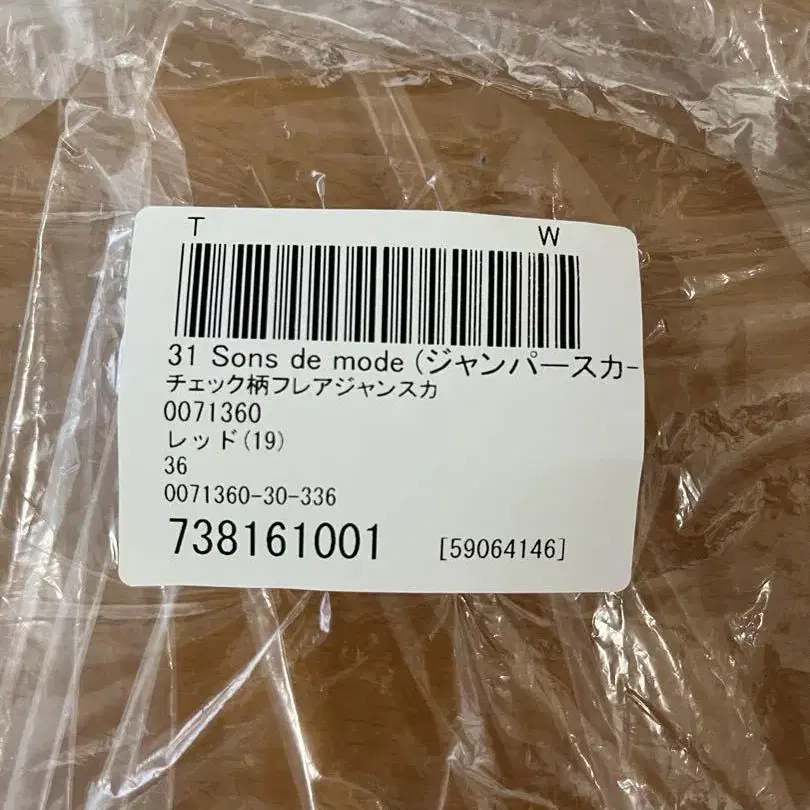 T W
31 Sons de mode (ジャンパースカ-
チェック柄フレアジャンスカ
0071360
レッド(19)
36
0071360-30-336
738161001 [59064146]